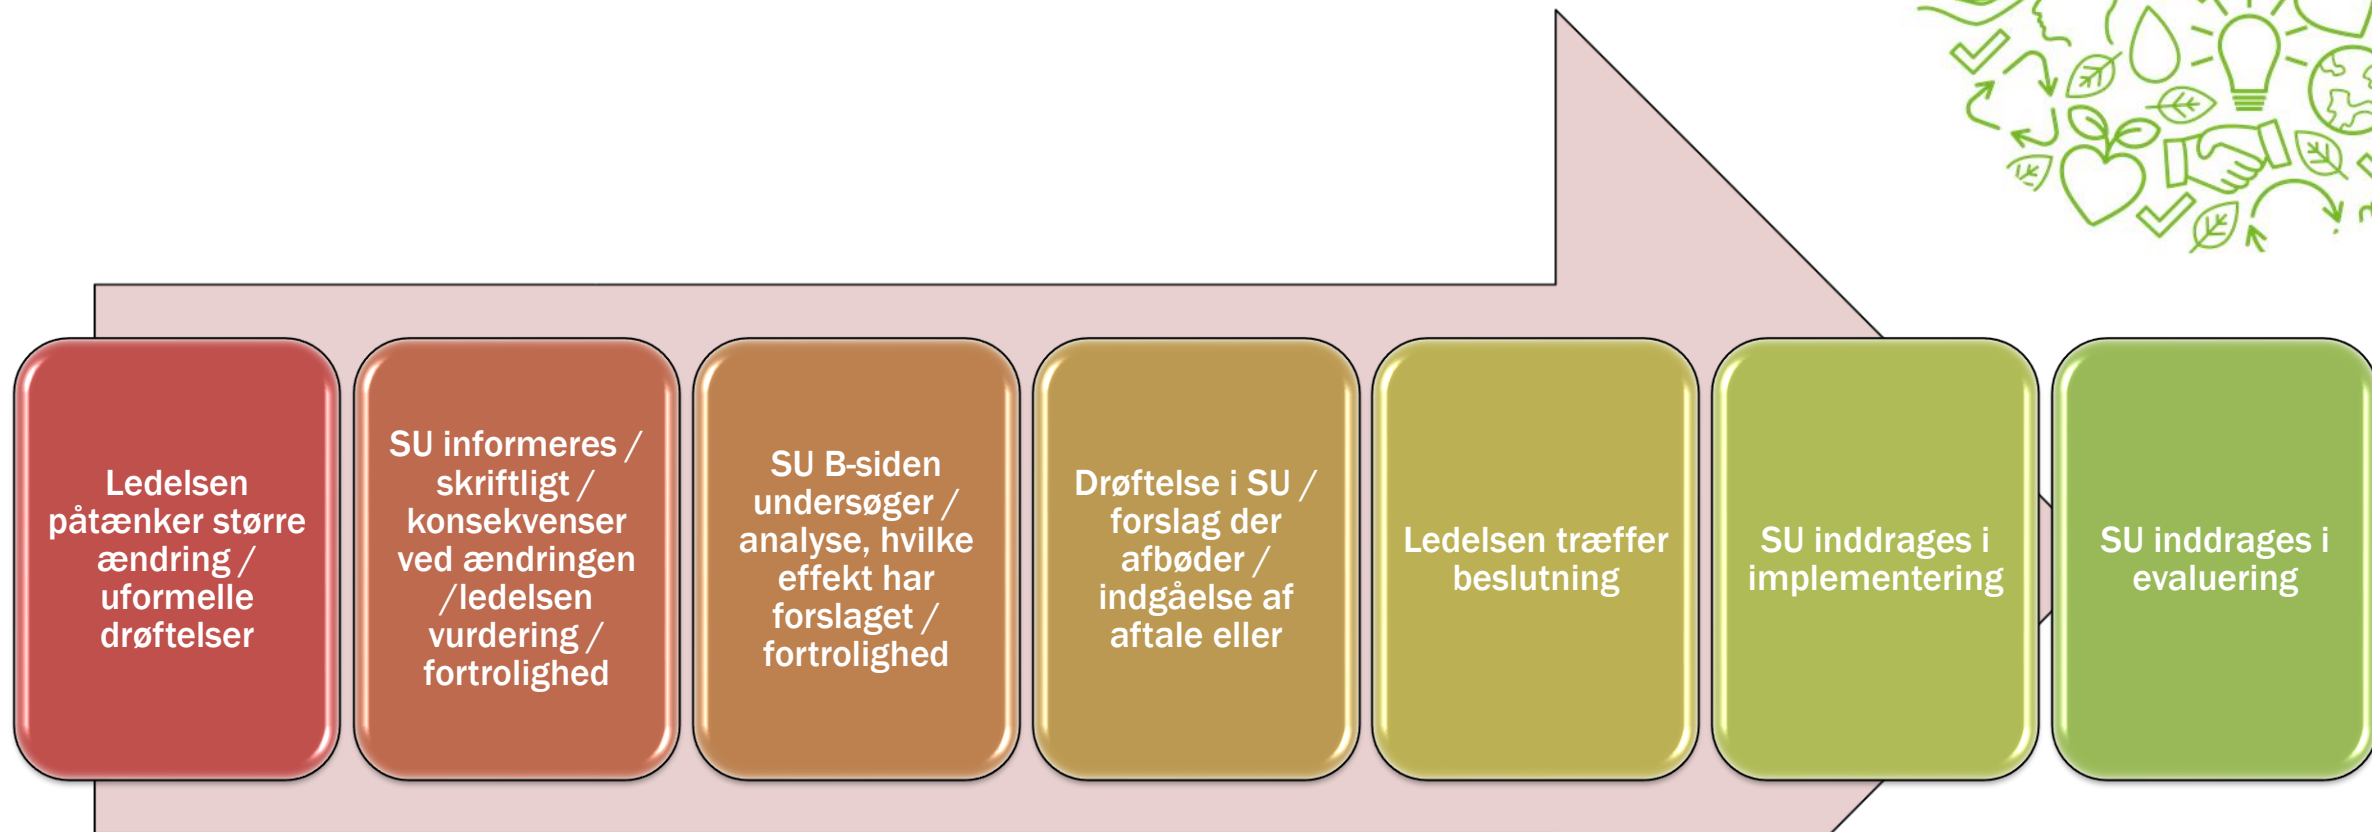 Ledelsen
påtænker større
ændring /
uformelle
drøftelser
SU informeres /
skriftligt /
konsekvenser
ved ændringen
/ledelsen
vurdering /
fortrolighed
SU B-siden
undersøger /
analyse, hvilke
effekt har
forslaget /
fortrolighed
Drøftelse i SU /
forslag der
afbøder /
indgåelse af
aftale eller
Ledelsen træffer
beslutning
SU inddrages i
implementering
SU inddrages i
evaluering